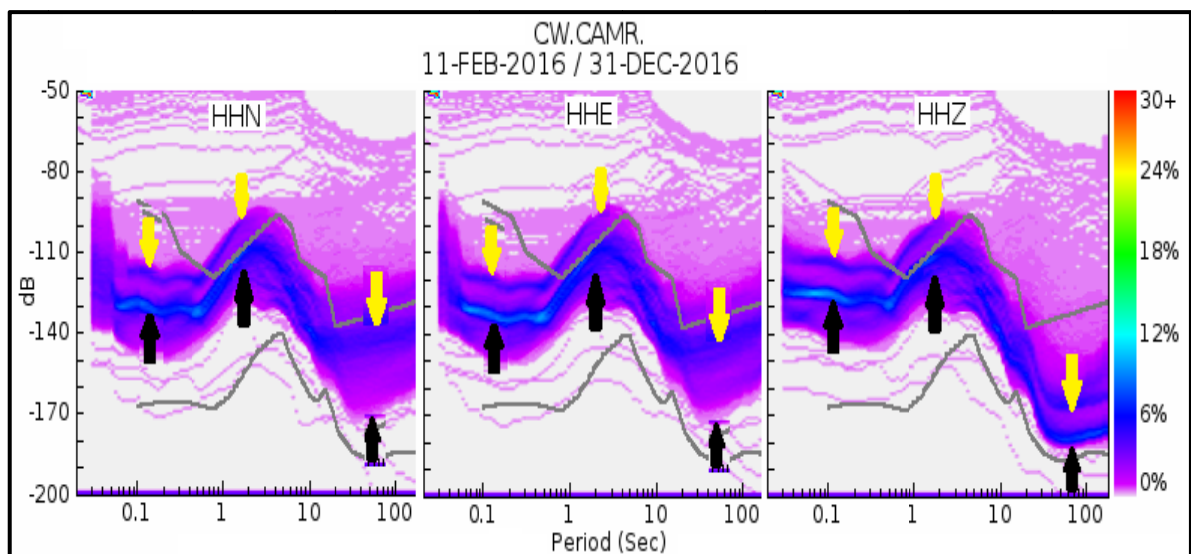 CW.CAMR.
11-FEB-2016 / 31-DEC-2016
HHN HHE HHZ
-50
-80
-110
-140
-170
-200
dB
30+
24%
18%
12%
6%
0%
0.1 1 10 100 0.1 1 10 100 0.1 1 10 100
Period (Sec)